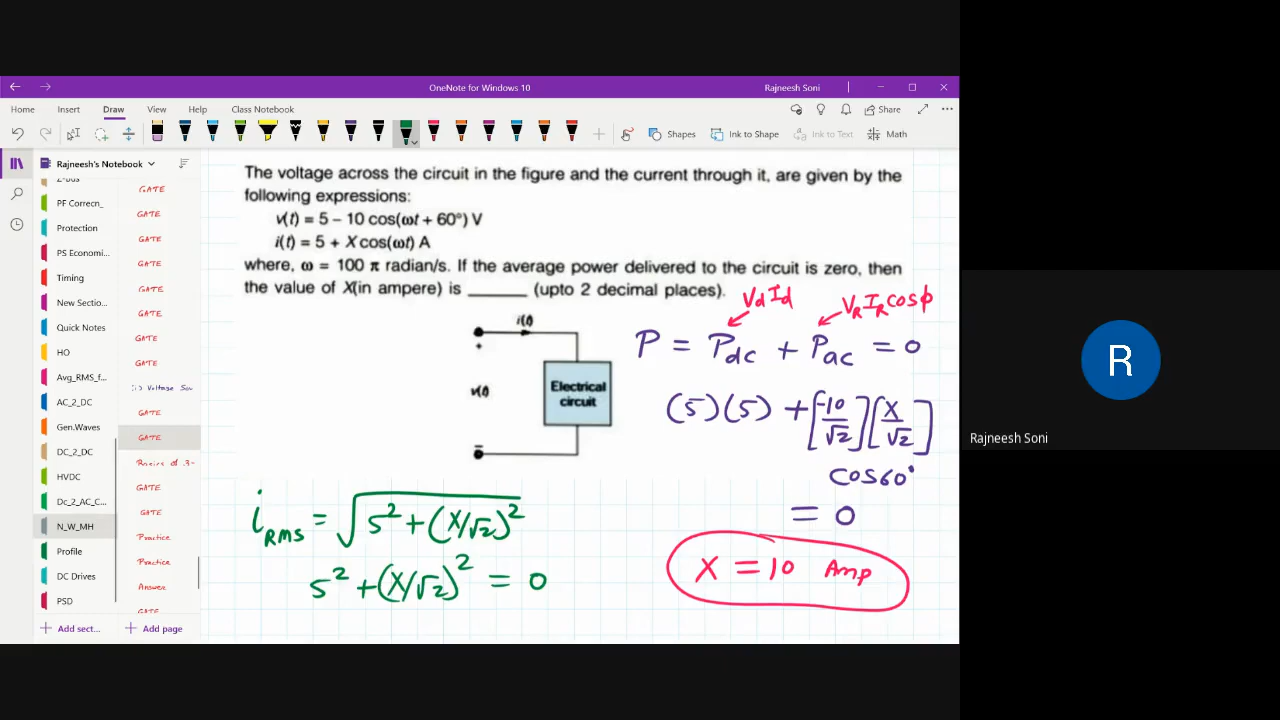 OneNote for Windows 10
Rajneesh Soni
Home
Insert
Draw
View
Help
Class Notebook
Share
Shapes
Ink to Shape
Ink to Text
Math
Rajneesh's Notebook
PF Correcn_
Protection
PS Economi...
Timing
New Sectio...
Quick Notes
HO
Avg_RMS_f...
AC_2_DC
Gen.Waves
DC_2_DC
HVDC
Dc_2_AC_C...
N_W_MH
Profile
DC Drives
PSD
Add sect...
GATE
GATE
GATE
GATE
GATE
GATE
GATE
GATE
(i) Voltage Sou
GATE
GATE
Basics of 3-
GATE
GATE
Practice
Practice
Answer
GATE
Add page
The voltage across the circuit in the figure and the current through it, are given by the
following expressions:
v(t) = 5 – 10 cos(ωt + 60°) V
i(t) = 5 + X cos(ωt) A
where, ω = 100 π radian/s. If the average power delivered to the circuit is zero, then
the value of X(in ampere) is ______ (upto 2 decimal places).
i(t)
+
v(t)
–
Electrical
circuit
VdId
VRIRcosϕ
P = Pdc + Pac = 0
(5)(5) + [-10/√2][X/√2]
cos60°
= 0
X = 10 Amp
iRMS = √5² + (X/√2)²
5² + (X/√2)² = 0
R
Rajneesh Soni